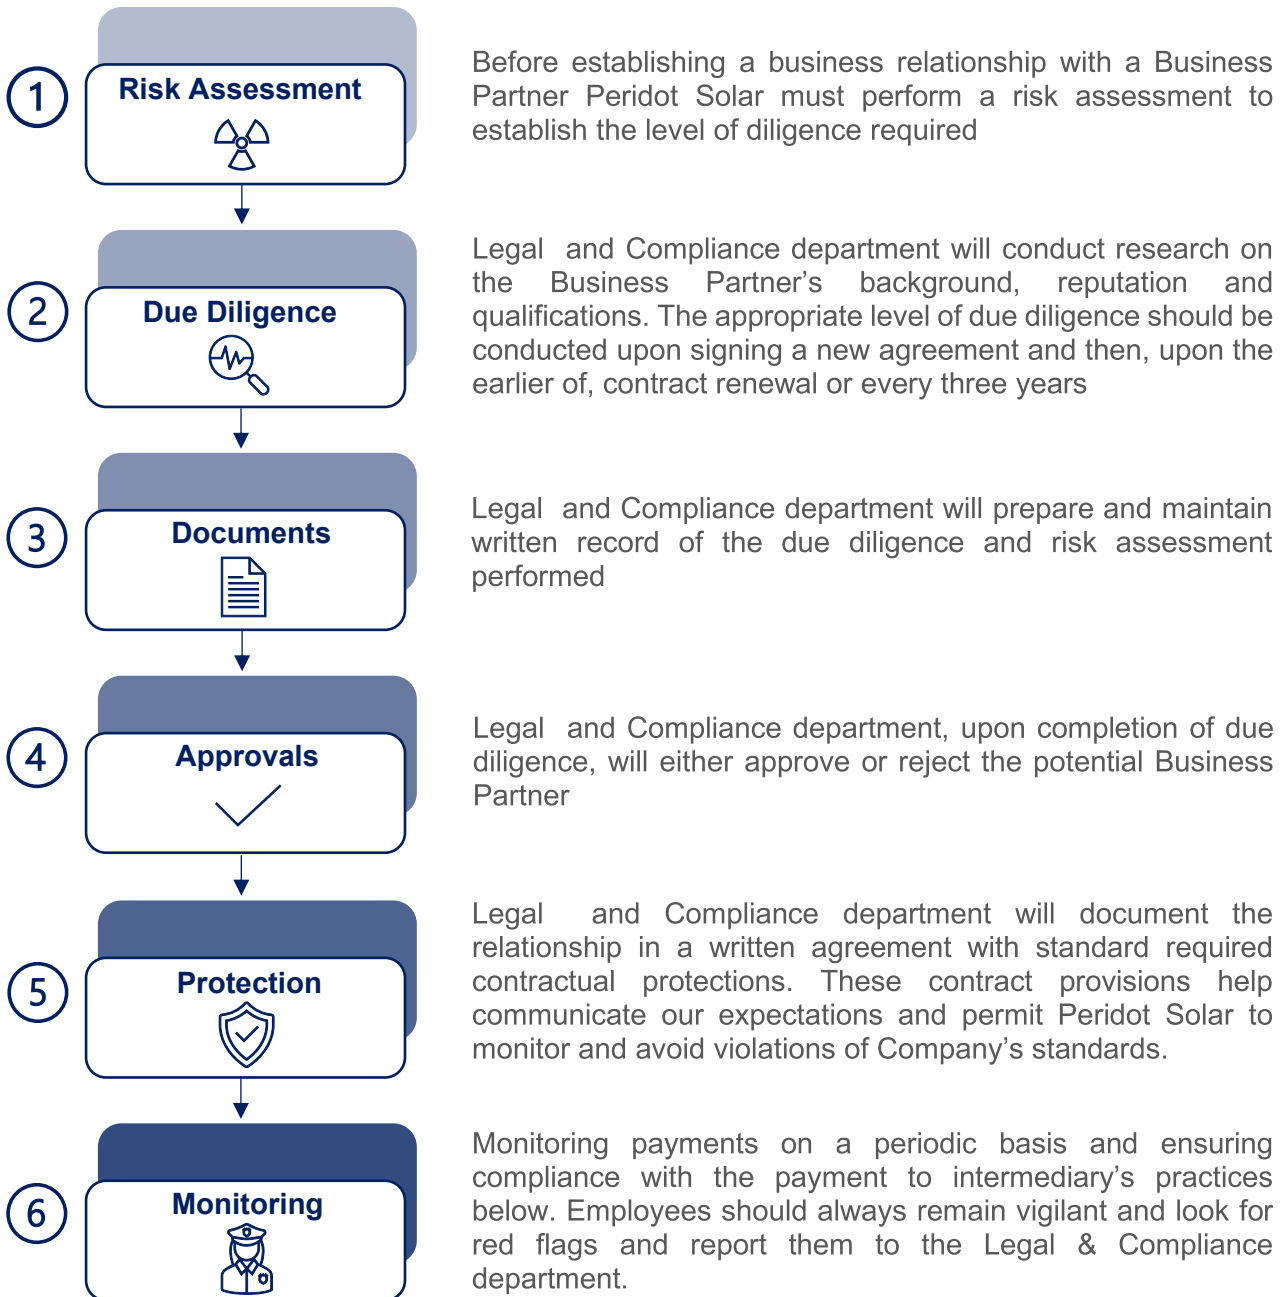 1
Risk Assessment
Before establishing a business relationship with a Business
Partner Peridot Solar must perform a risk assessment to
establish the level of diligence required
2
Due Diligence
Legal and Compliance department will conduct research on
the Business Partner’s background, reputation and
qualifications. The appropriate level of due diligence should be
conducted upon signing a new agreement and then, upon the
earlier of, contract renewal or every three years
3
Documents
Legal and Compliance department will prepare and maintain
written record of the due diligence and risk assessment
performed
4
Approvals
Legal and Compliance department, upon completion of due
diligence, will either approve or reject the potential Business
Partner
5
Protection
Legal and Compliance department will document the
relationship in a written agreement with standard required
contractual protections. These contract provisions help
communicate our expectations and permit Peridot Solar to
monitor and avoid violations of Company’s standards.
6
Monitoring
Monitoring payments on a periodic basis and ensuring
compliance with the payment to intermediary’s practices
below. Employees should always remain vigilant and look for
red flags and report them to the Legal & Compliance
department.